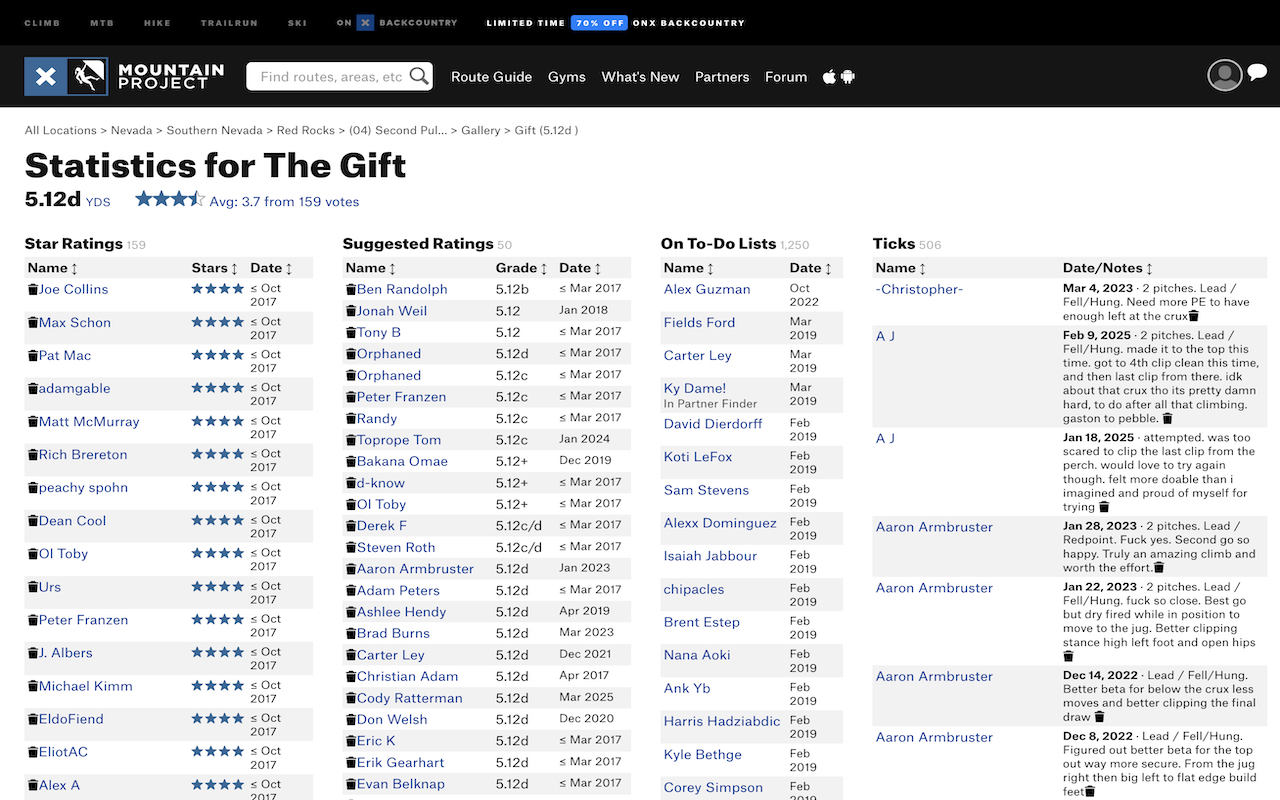 CLIMB MTB HIKE TRAILRUN SKI ON X BACKCOUNTRY LIMITED TIME 70% OFF ONX BACKCOUNTRY
MOUNTAIN PROJECT
Find routes, areas, etc
Route Guide Gyms What's New Partners Forum
All Locations > Nevada > Southern Nevada > Red Rocks > (04) Second Pul... > Gallery > Gift (5.12d )
Statistics for The Gift
5.12d YDS Avg: 3.7 from 159 votes
Star Ratings 159
Name ↕ Stars ↕ Date ↕
Joe Collins ★★★★ ≤ Oct 2017
Max Schon ★★★★ ≤ Oct 2017
Pat Mac ★★★★ ≤ Oct 2017
adamgable ★★★★ ≤ Oct 2017
Matt McMurray ★★★★ ≤ Oct 2017
Rich Brereton ★★★★ ≤ Oct 2017
peachy spohn ★★★★ ≤ Oct 2017
Dean Cool ★★★★ ≤ Oct 2017
Ol Toby ★★★★ ≤ Oct 2017
Urs ★★★★ ≤ Oct 2017
Peter Franzen ★★★★ ≤ Oct 2017
J. Albers ★★★★ ≤ Oct 2017
Michael Kimm ★★★★ ≤ Oct 2017
EldoFiend ★★★★ ≤ Oct 2017
EliotAC ★★★★ ≤ Oct 2017
Alex A ★★★★ ≤ Oct 2017
Suggested Ratings 50
Name ↕ Grade ↕ Date ↕
Ben Randolph 5.12b ≤ Mar 2017
Jonah Weil 5.12 Jan 2018
Tony B 5.12 ≤ Mar 2017
Orphaned 5.12d ≤ Mar 2017
Orphaned 5.12c ≤ Mar 2017
Peter Franzen 5.12c ≤ Mar 2017
Randy 5.12c ≤ Mar 2017
Toprope Tom 5.12c Jan 2024
Bakana Omae 5.12+ Dec 2019
d-know 5.12+ ≤ Mar 2017
Ol Toby 5.12+ ≤ Mar 2017
Derek F 5.12c/d ≤ Mar 2017
Steven Roth 5.12c/d ≤ Mar 2017
Aaron Armbruster 5.12d Jan 2023
Adam Peters 5.12d ≤ Mar 2017
Ashlee Hendy 5.12d Apr 2019
Brad Burns 5.12d Mar 2023
Carter Ley 5.12d Dec 2021
Christian Adam 5.12d Apr 2017
Cody Ratterman 5.12d Mar 2025
Don Welsh 5.12d Dec 2020
Eric K 5.12d ≤ Mar 2017
Erik Gearhart 5.12d ≤ Mar 2017
Evan Belknap 5.12d ≤ Mar 2017
On To-Do Lists 1,250
Name ↕ Date ↕
Alex Guzman Oct 2022
Fields Ford Mar 2019
Carter Ley Mar 2019
Ky Dame! Mar 2019
In Partner Finder
David Dierdorff Feb 2019
Koti LeFox Feb 2019
Sam Stevens Feb 2019
Alexx Dominguez Feb 2019
Isaiah Jabbour Feb 2019
chipacles Feb 2019
Brent Estep Feb 2019
Nana Aoki Feb 2019
Ank Yb Feb 2019
Harris Hadziabdic Feb 2019
Kyle Bethge Feb 2019
Corey Simpson Feb 2019
Ticks 506
Name ↕ Date/Notes ↕
-Christopher- Mar 4, 2023 · 2 pitches. Lead /
Fell/Hung. Need more PE to have
enough left at the crux
A J Feb 9, 2025 · 2 pitches. Lead /
Fell/Hung. made it to the top this
time. got to 4th clip clean this time,
and then last clip from there. idk
about that crux tho its pretty damn
hard, to do after all that climbing.
gaston to pebble.
A J Jan 18, 2025 · attempted. was too
scared to clip the last clip from the
perch. would love to try again
though. felt more doable than i
imagined and proud of myself for
trying
Aaron Armbruster Jan 28, 2023 · 2 pitches. Lead /
Redpoint. Fuck yes. Second go so
happy. Truly an amazing climb and
worth the effort.
Aaron Armbruster Jan 22, 2023 · 2 pitches. Lead /
Fell/Hung. fuck so close. Best go
but dry fired while in position to
move to the jug. Better clipping
stance high left foot and open hips
Aaron Armbruster Dec 14, 2022 · Lead / Fell/Hung.
Better beta for below the crux less
moves and better clipping the final
draw
Aaron Armbruster Dec 8, 2022 · Lead / Fell/Hung.
Figured out better beta for the top
out way more secure. From the jug
right then big left to flat edge build
feet